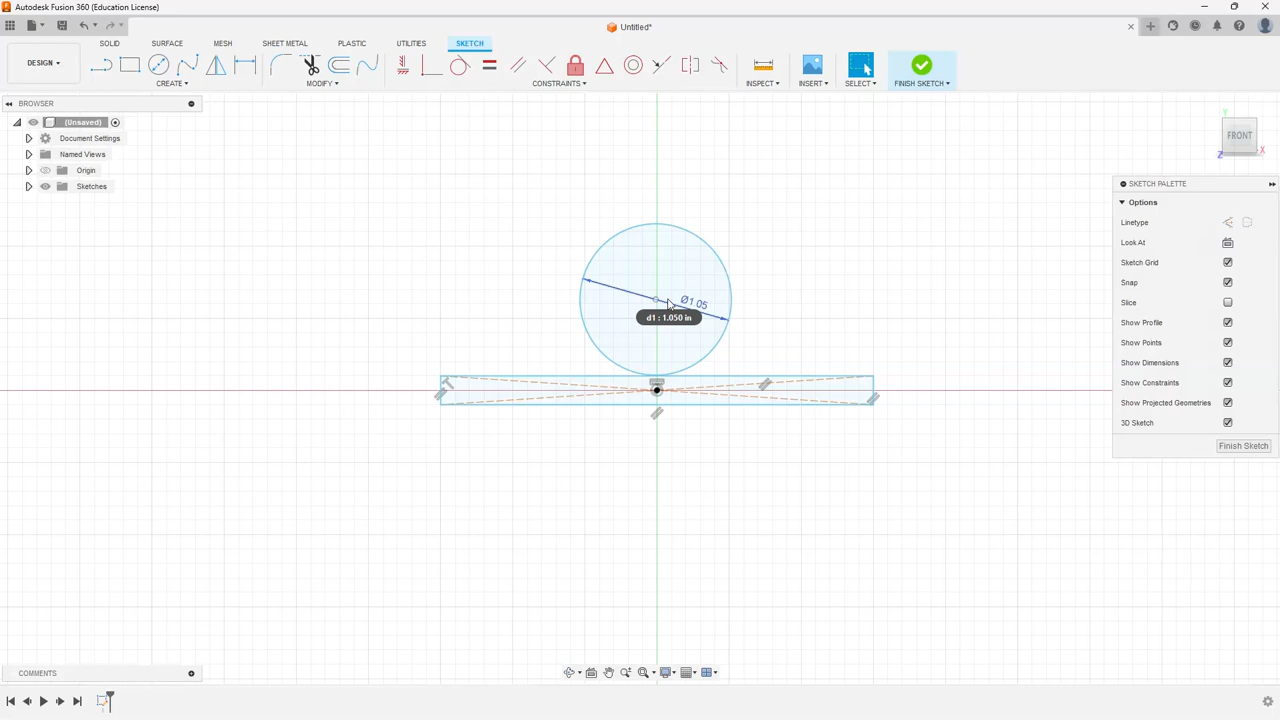 Autodesk Fusion 360 (Education License)
Untitled*
DESIGN
SOLID SURFACE MESH SHEET METAL PLASTIC UTILITIES SKETCH
CREATE MODIFY CONSTRAINTS INSPECT INSERT SELECT FINISH SKETCH
BROWSER
(Unsaved)
Document Settings
Named Views
Origin
Sketches
Y
FRONT
X
Z
SKETCH PALETTE
Options
Linetype
Look At
Sketch Grid
Snap
Slice
Show Profile
Show Points
Show Dimensions
Show Constraints
Show Projected Geometries
3D Sketch
Finish Sketch
Ø1.05
d1 : 1.050 in
COMMENTS